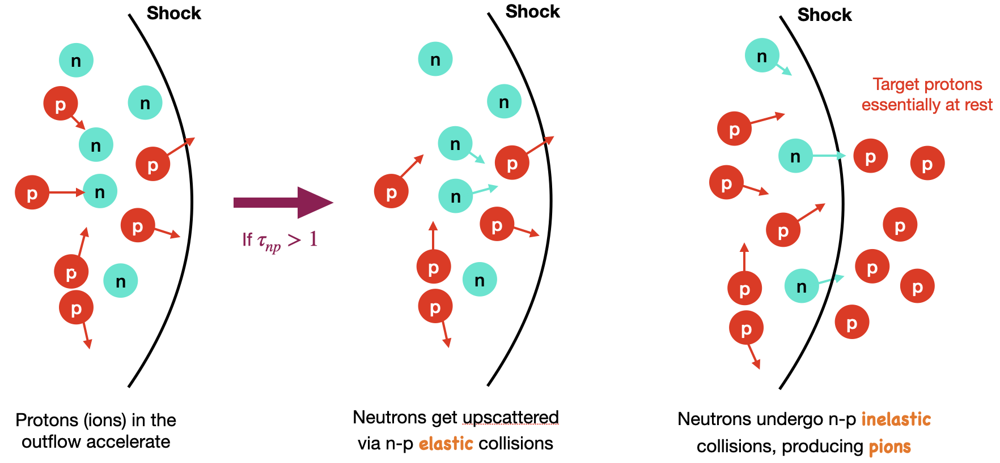 Shock
n
p
n
n
p
p
n
p
p
n
p
Protons (ions) in the
outflow accelerate
If τnp > 1
Shock
n
n
n
p
p
n
p
p
n
p
Neutrons get upscattered
via n-p elastic collisions
Shock
n
Target protons
essentially at rest
p
n
p
p
p
p
p
p
n
p
p
p
p
Neutrons undergo n-p inelastic
collisions, producing pions